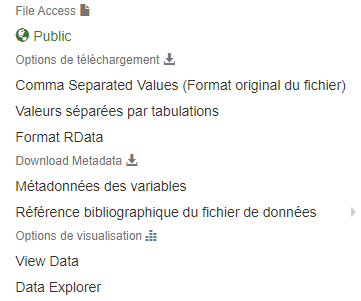 File Access
Public
Options de téléchargement
Comma Separated Values (Format original du fichier)
Valeurs séparées par tabulations
Format RData
Download Metadata
Métadonnées des variables
Référence bibliographique du fichier de données
Options de visualisation
View Data
Data Explorer